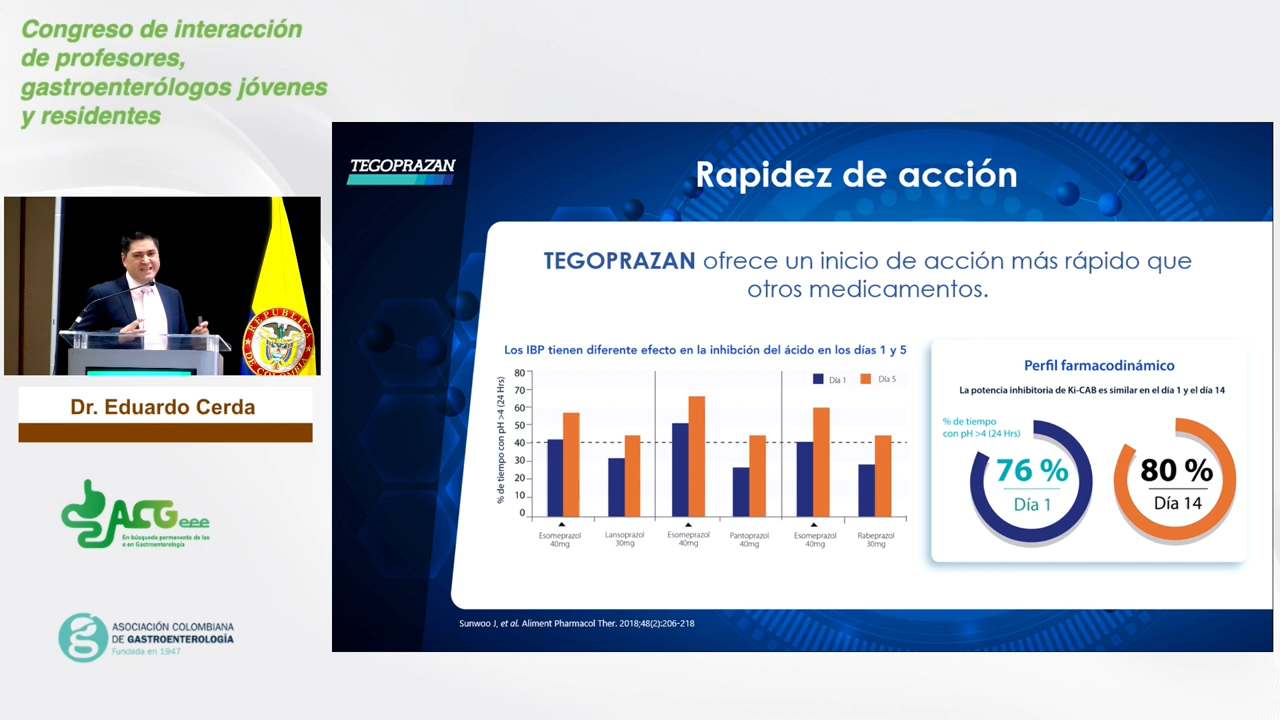 Congreso de interacción
de profesores,
gastroenterólogos jóvenes
y residentes
TEGOPRAZAN
Rapidez de acción
TEGOPRAZAN ofrece un inicio de acción más rápido que
otros medicamentos.
Los IBP tienen diferente efecto en la inhibción del ácido en los días 1 y 5
% de tiempo con pH >4 (24 Hrs)
80
70
60
50
40
30
20
10
0
Día 1
Día 5
Esomeprazol
40mg
Lansoprazol
30mg
Esomeprazol
40mg
Pantoprazol
40mg
Esomeprazol
40mg
Rabeprazol
30mg
Perfil farmacodinámico
La potencia inhibitoria de Ki-CAB es similar en el día 1 y el día 14
% de tiempo
con pH >4 (24 Hrs)
76 %
Día 1
80 %
Día 14
Sunwoo J, et al. Aliment Pharmacol Ther. 2018;48(2):206-218
REPÚBLICA
DE COLOMBIA
Dr. Eduardo Cerda
ACGeee
En búsqueda permanente de las
e en Gastroenterología
ASOCIACIÓN COLOMBIANA
DE GASTROENTEROLOGÍA
Fundada en 1947